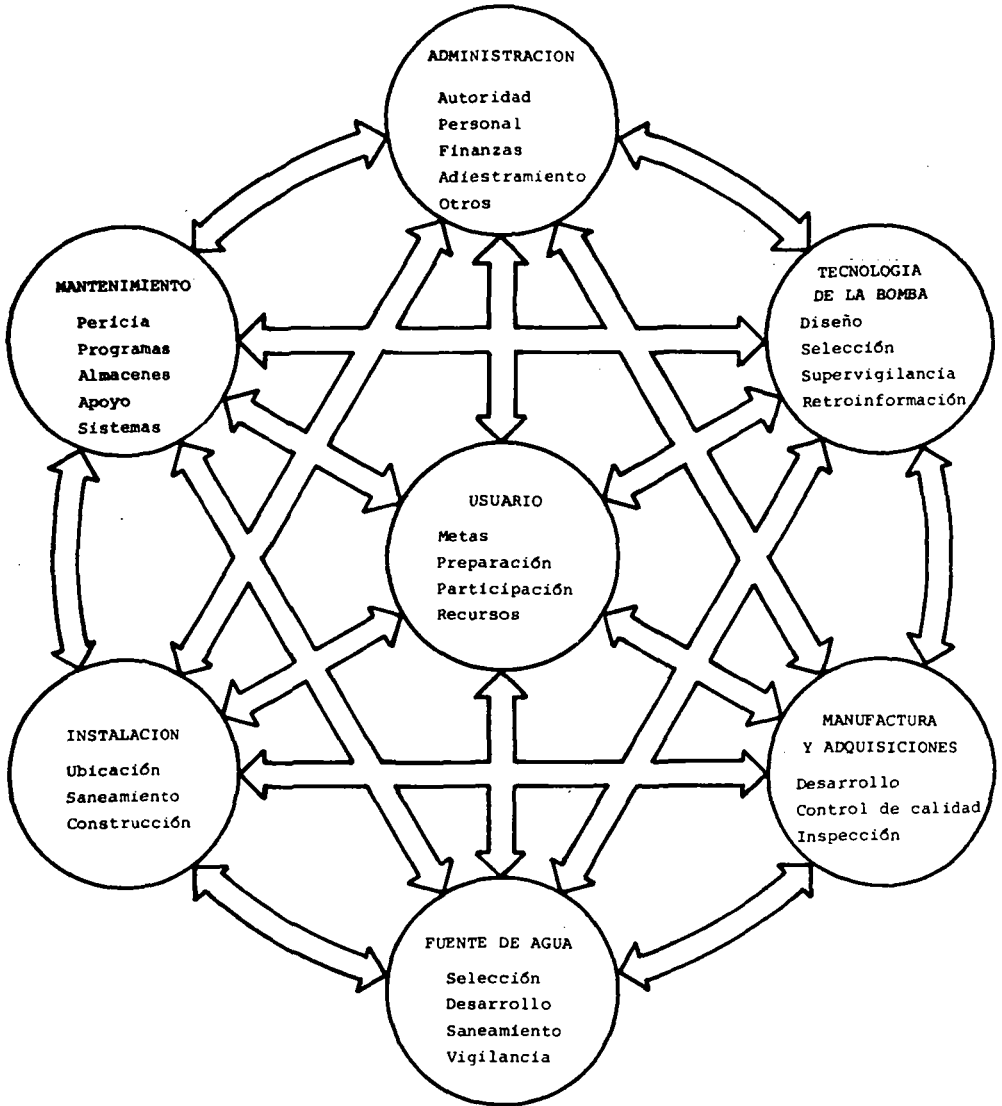 ADMINISTRACION
Autoridad
Personal
Finanzas
Adiestramiento
Otros
MANTENIMIENTO
Pericia
Programas
Almacenes
Apoyo
Sistemas
TECNOLOGIA
DE LA BOMBA
Diseño
Selección
Supervigilancia
Retroinformación
USUARIO
Metas
Preparación
Participación
Recursos
INSTALACION
Ubicación
Saneamiento
Construcción
MANUFACTURA
Y ADQUISICIONES
Desarrollo
Control de calidad
Inspección
FUENTE DE AGUA
Selección
Desarrollo
Saneamiento
Vigilancia